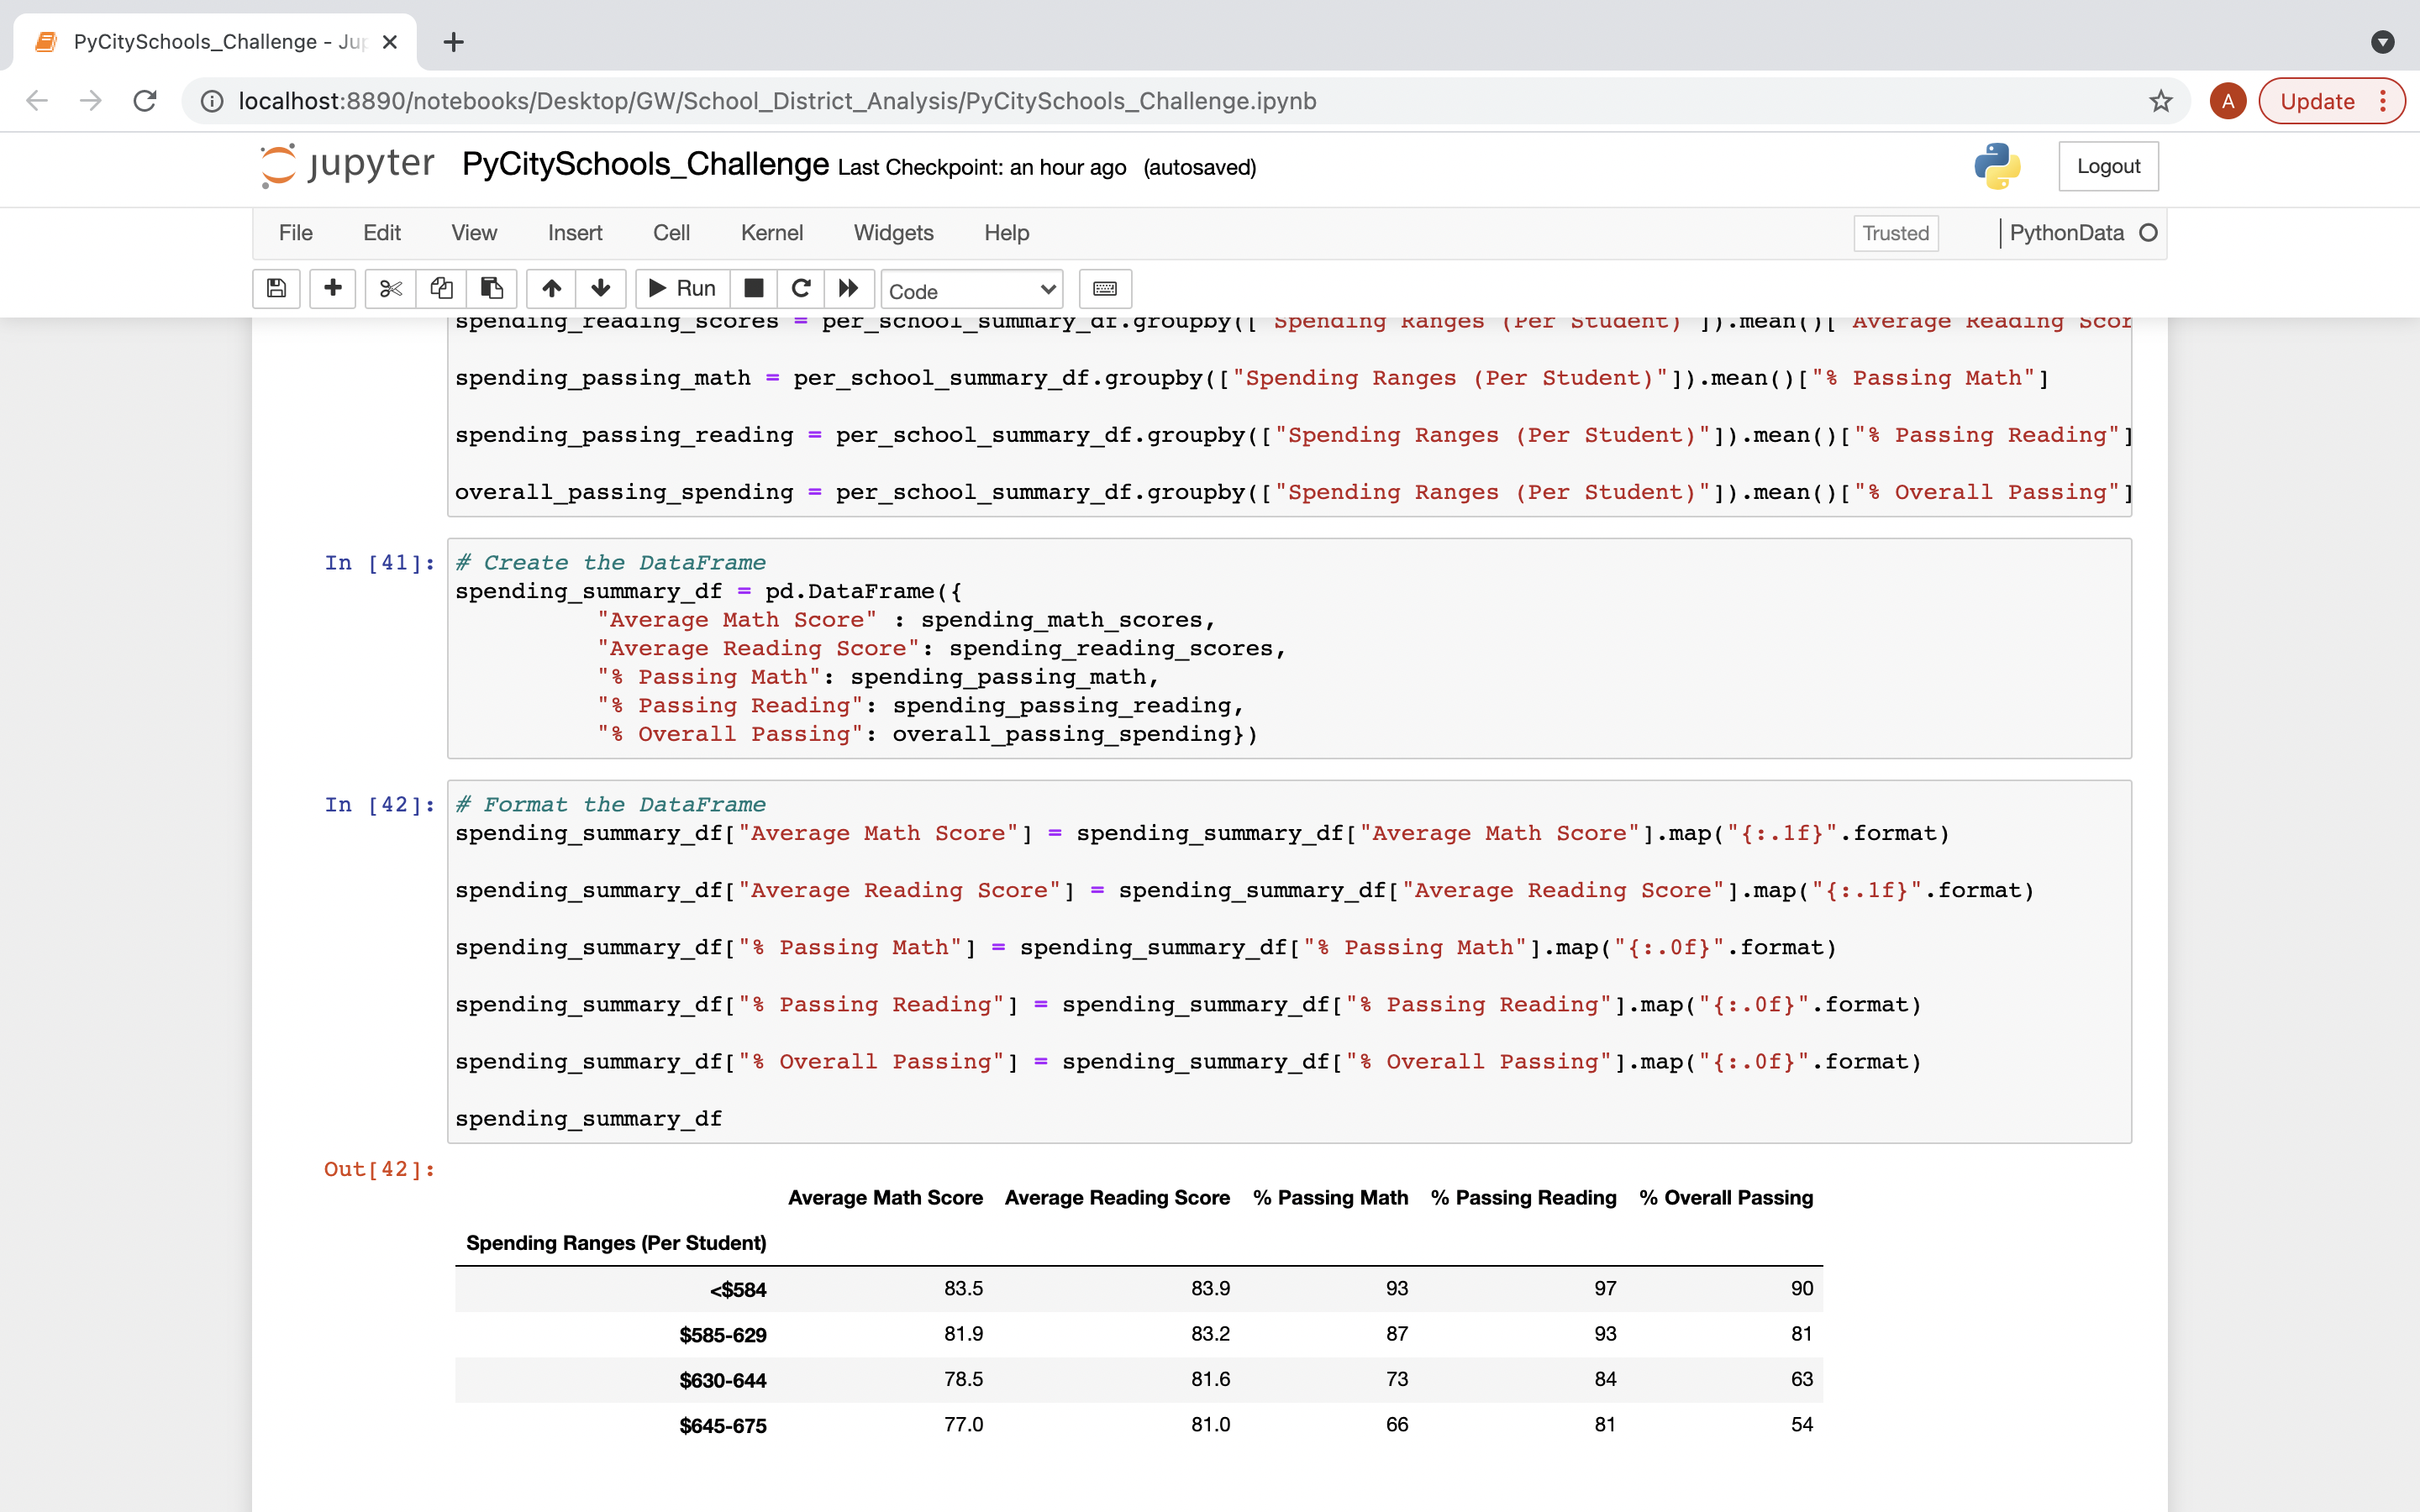 PyCitySchools_Challenge - Jup
localhost:8890/notebooks/Desktop/GW/School_District_Analysis/PyCitySchools_Challenge.ipynb
A
Update
jupyter PyCitySchools_Challenge Last Checkpoint: an hour ago (autosaved)
Logout
File Edit View Insert Cell Kernel Widgets Help
Trusted
PythonData
Run
Code
spending_reading_scores = per_school_summary_df.groupby(["Spending Ranges (Per Student)"]).mean()["Average Reading Scor
spending_passing_math = per_school_summary_df.groupby(["Spending Ranges (Per Student)"]).mean()["% Passing Math"]
spending_passing_reading = per_school_summary_df.groupby(["Spending Ranges (Per Student)"]).mean()["% Passing Reading"]
overall_passing_spending = per_school_summary_df.groupby(["Spending Ranges (Per Student)"]).mean()["% Overall Passing"]
In [41]:
# Create the DataFrame
spending_summary_df = pd.DataFrame({
"Average Math Score" : spending_math_scores,
"Average Reading Score": spending_reading_scores,
"% Passing Math": spending_passing_math,
"% Passing Reading": spending_passing_reading,
"% Overall Passing": overall_passing_spending})
In [42]:
# Format the DataFrame
spending_summary_df["Average Math Score"] = spending_summary_df["Average Math Score"].map("{:.1f}".format)
spending_summary_df["Average Reading Score"] = spending_summary_df["Average Reading Score"].map("{:.1f}".format)
spending_summary_df["% Passing Math"] = spending_summary_df["% Passing Math"].map("{:.0f}".format)
spending_summary_df["% Passing Reading"] = spending_summary_df["% Passing Reading"].map("{:.0f}".format)
spending_summary_df["% Overall Passing"] = spending_summary_df["% Overall Passing"].map("{:.0f}".format)
spending_summary_df
Out[42]:
Average Math Score Average Reading Score % Passing Math % Passing Reading % Overall Passing
Spending Ranges (Per Student)
<$584 83.5 83.9 93 97 90
$585-629 81.9 83.2 87 93 81
$630-644 78.5 81.6 73 84 63
$645-675 77.0 81.0 66 81 54